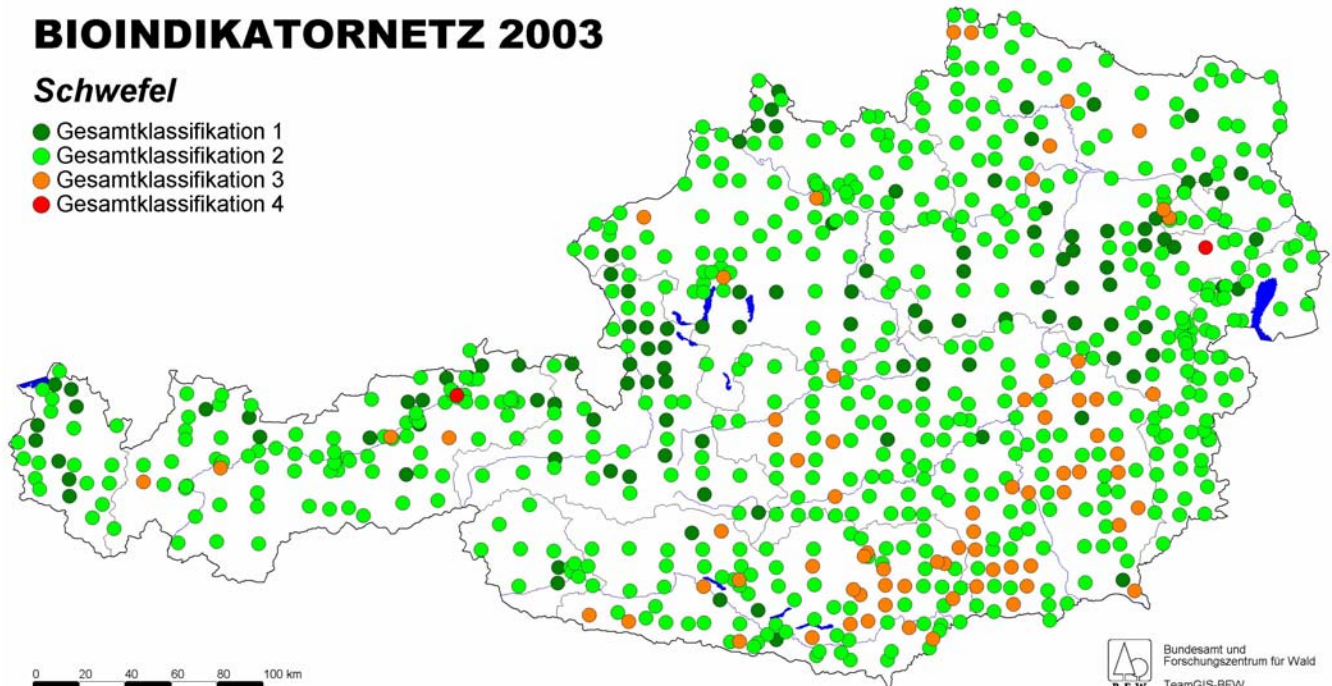 BIOINDIKATORNETZ 2003
Schwefel
Gesamtklassifikation 1
Gesamtklassifikation 2
Gesamtklassifikation 3
Gesamtklassifikation 4
0 20 40 60 80 100 km
Bundesamt und
Forschungszentrum für Wald
B F W TeamGIS-BFW